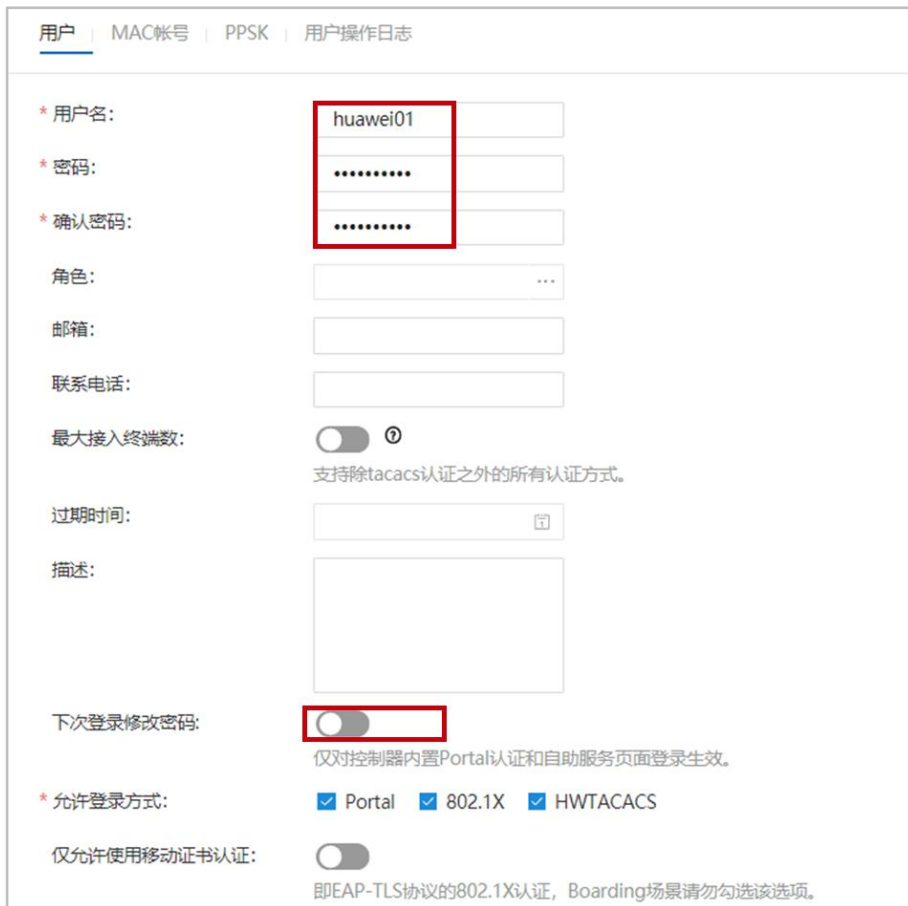 用户 MAC帐号 PPSK 用户操作日志
* 用户名： huawei01
* 密码： ••••••••••
* 确认密码： ••••••••••
角色： ...
邮箱：
联系电话：
最大接入终端数： ?
支持除tacacs认证之外的所有认证方式。
过期时间：
描述：
下次登录修改密码：
仅对控制器内置Portal认证和自助服务页面登录生效。
* 允许登录方式： Portal 802.1X HWTACACS
仅允许使用移动证书认证：
即EAP-TLS协议的802.1X认证，Boarding场景请勿勾选该选项。